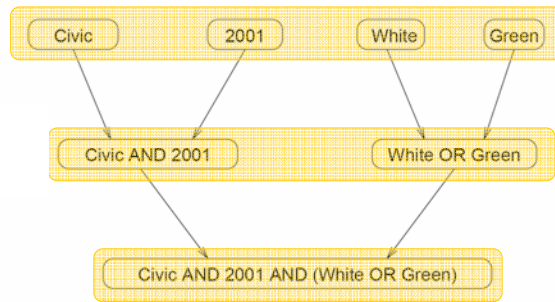 Civic 2001 White Green
Civic AND 2001 White OR Green
Civic AND 2001 AND (White OR Green)